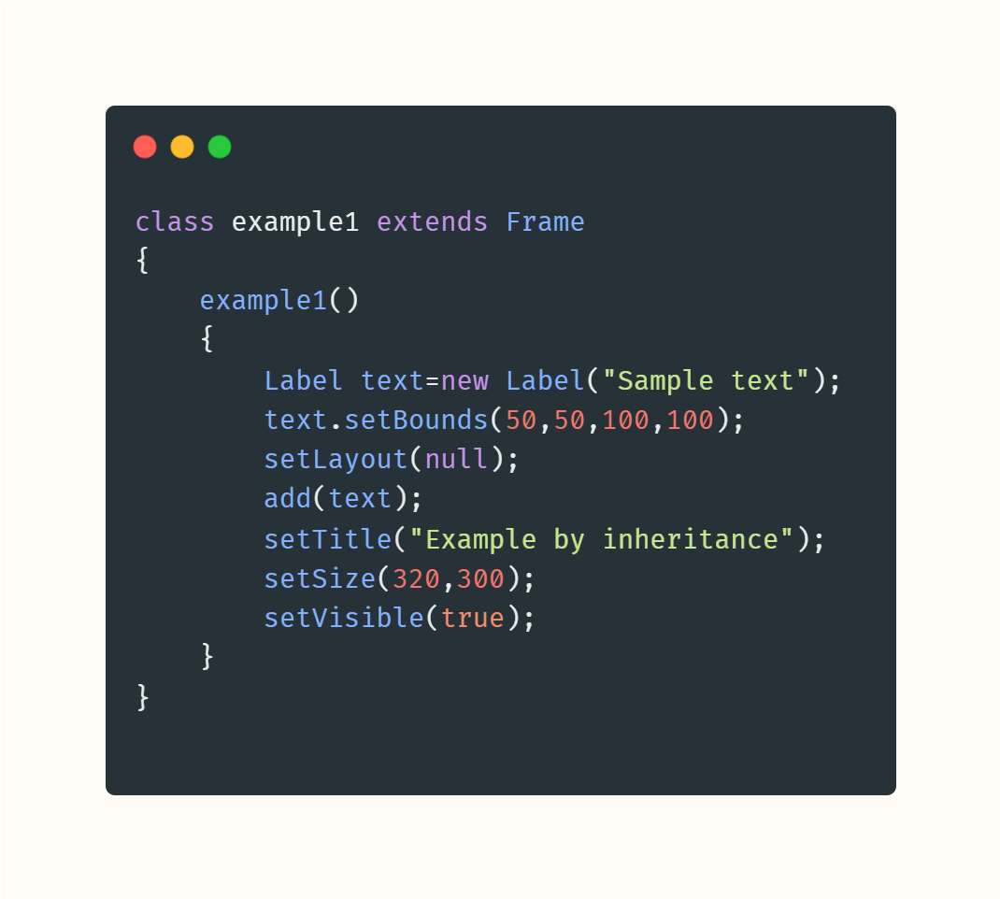 class example1 extends Frame
{
    example1()
    {
        Label text=new Label("Sample text");
        text.setBounds(50,50,100,100);
        setLayout(null);
        add(text);
        setTitle("Example by inheritance");
        setSize(320,300);
        setVisible(true);
    }
}